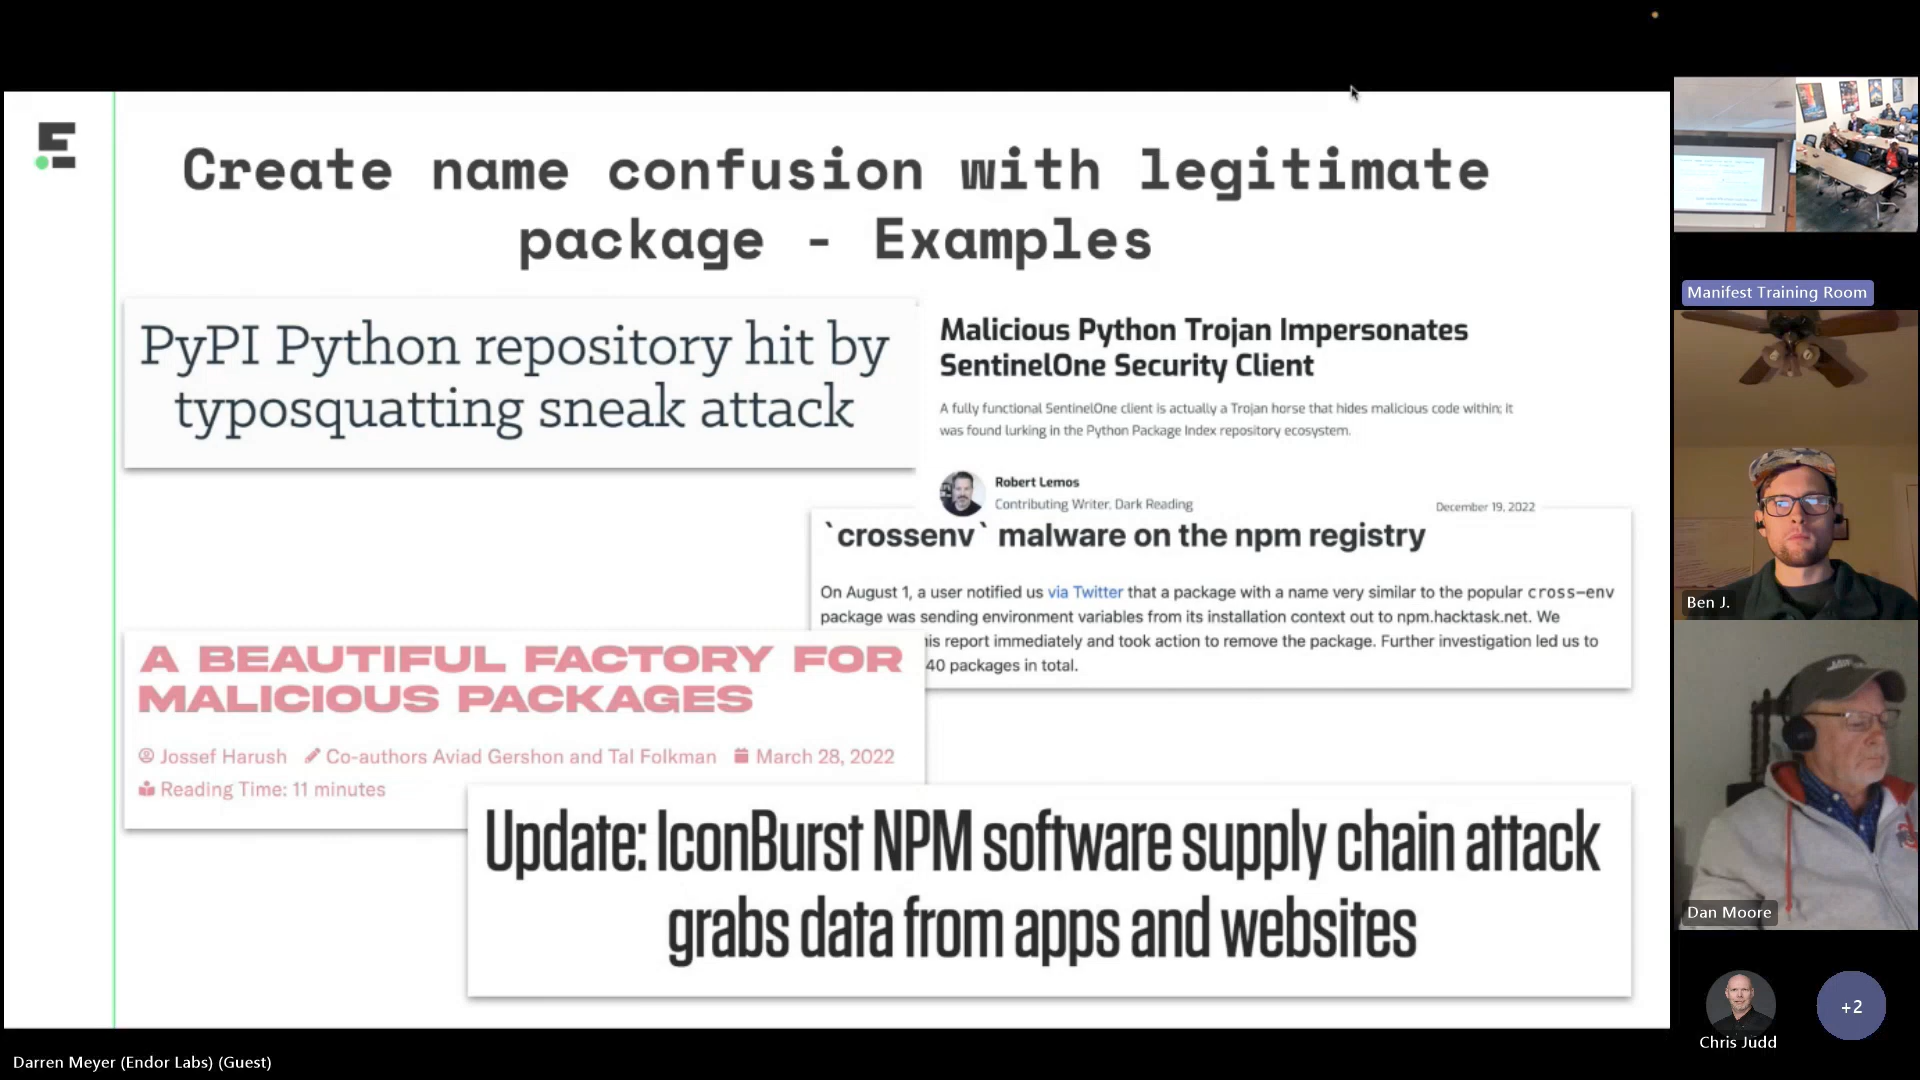 Create name confusion with legitimate
package - Examples
PyPI Python repository hit by
typosquatting sneak attack
Malicious Python Trojan Impersonates
SentinelOne Security Client
A fully functional SentinelOne client is actually a Trojan horse that hides malicious code within; it
was found lurking in the Python Package Index repository ecosystem.
Robert Lemos
Contributing Writer, Dark Reading
December 19, 2022
`crossenv` malware on the npm registry
On August 1, a user notified us via Twitter that a package with a name very similar to the popular cross-env
package was sending environment variables from its installation context out to npm.hacktask.net. We
is report immediately and took action to remove the package. Further investigation led us to
40 packages in total.
A BEAUTIFUL FACTORY FOR
MALICIOUS PACKAGES
Jossef Harush Co-authors Aviad Gershon and Tal Folkman March 28, 2022
Reading Time: 11 minutes
Update: IconBurst NPM software supply chain attack
grabs data from apps and websites
Darren Meyer (Endor Labs) (Guest)
Manifest Training Room
Ben J.
Dan Moore
Chris Judd
+2